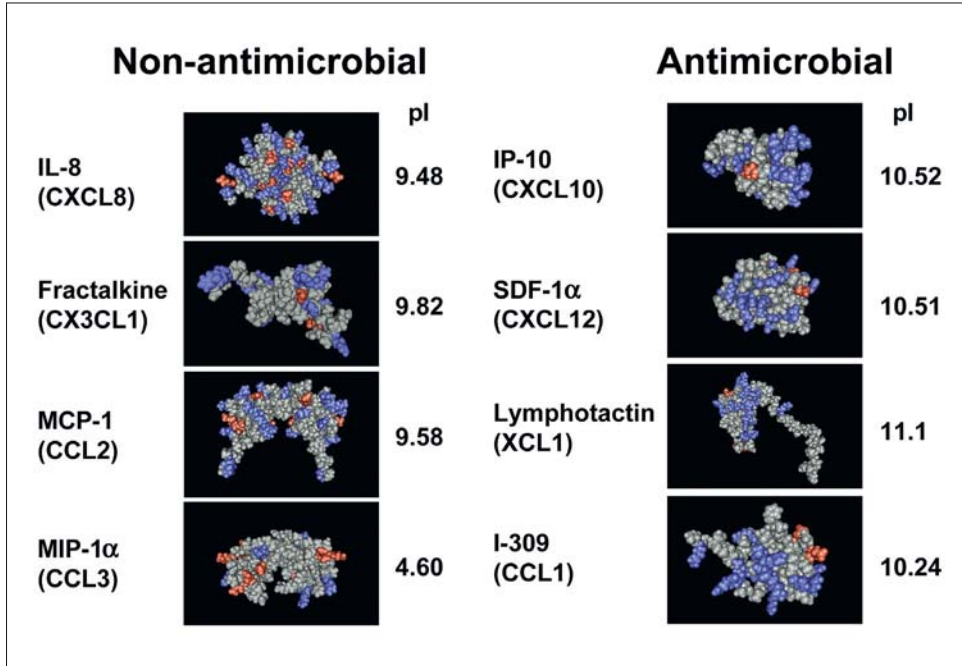 Non-antimicrobial
pI
IL-8
(CXCL8)
9.48
Fractalkine
(CX3CL1)
9.82
MCP-1
(CCL2)
9.58
MIP-1α
(CCL3)
4.60
Antimicrobial
pI
IP-10
(CXCL10)
10.52
SDF-1α
(CXCL12)
10.51
Lymphotactin
(XCL1)
11.1
I-309
(CCL1)
10.24